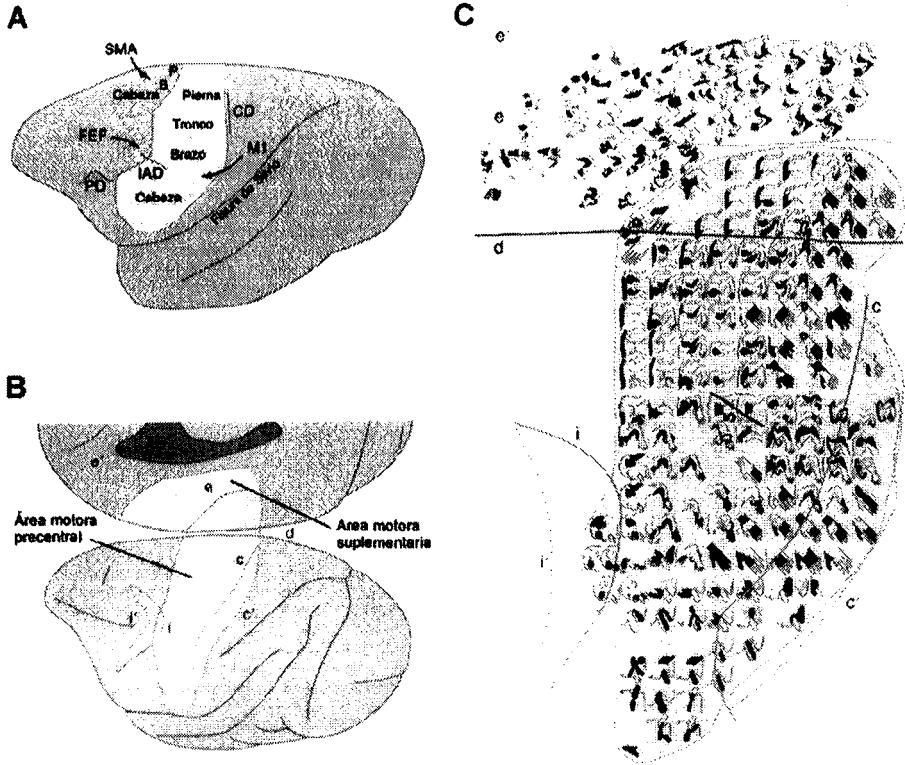 A
SMA
P
B
Cabeza
Pierna
CD
Tronco
FEF
M1
Brazo
IAD
PD
Cabeza
Fisura de Silvio
B
e'
e
Área motora
precentral
Area motora
suplementaria
d
c
c'
i'
i
C
e'
e
d
c
i
i'
c'